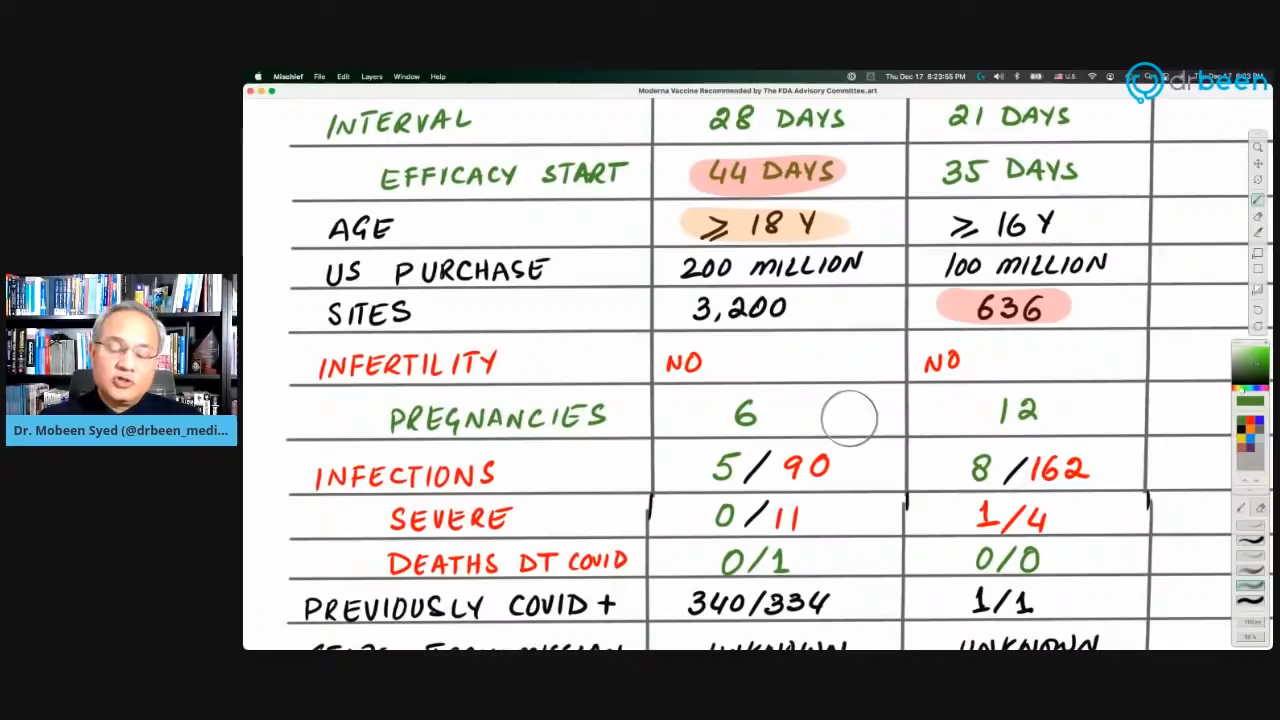 drbeen
Mischief File Edit Layers Window Help
Thu Dec 17 8:23:55 PM
U.S.
Moderna Vaccine Recommended by The FDA Advisory Committee.art
INTERVAL 28 DAYS 21 DAYS
EFFICACY START 44 DAYS 35 DAYS
AGE ≥ 18 Y ≥ 16 Y
US PURCHASE 200 MILLION 100 MILLION
SITES 3,200 636
INFERTILITY NO NO
PREGNANCIES 6 12
INFECTIONS 5/90 8/162
SEVERE 0/11 1/4
DEATHS DT COVID 0/1 0/0
PREVIOUSLY COVID + 340/334 1/1
UNKNOWN UNKNOWN
Dr. Mobeen Syed (@drbeen_medi...